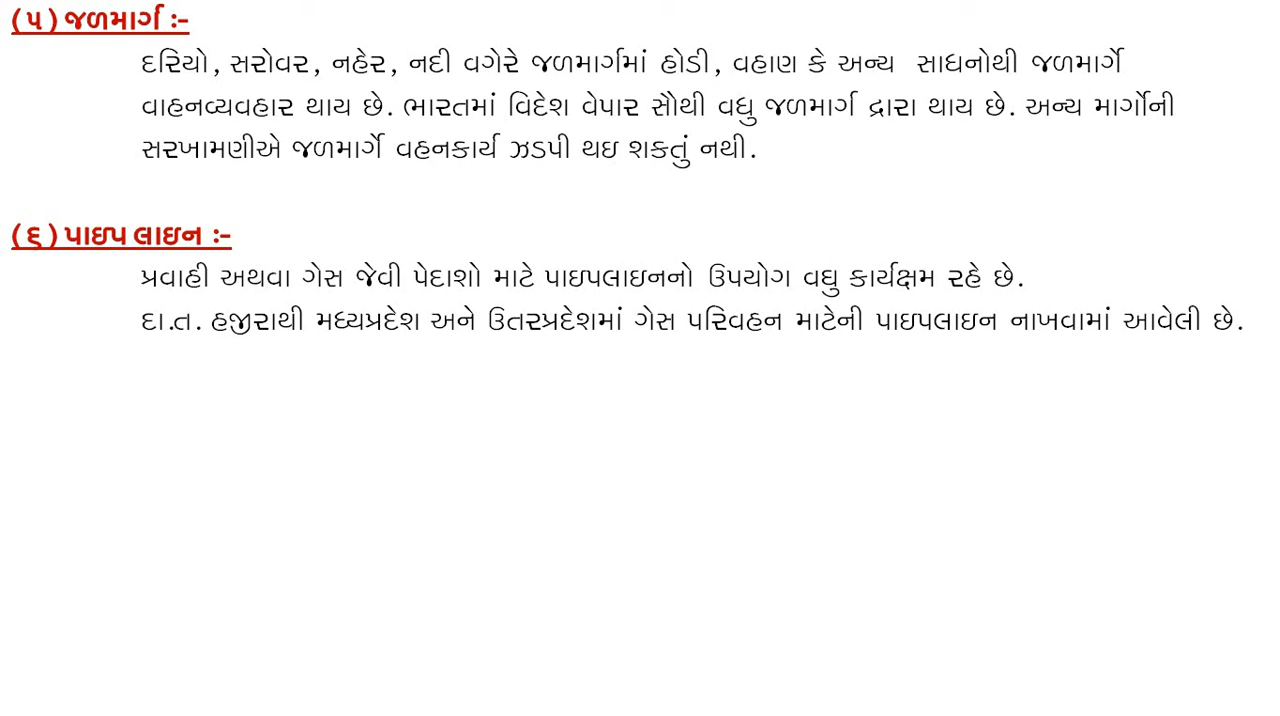 (૫) જળમાર્ગ :-
દરિયો, સરોવર, નહેર, નદી વગેરે જળમાર્ગમાં હોડી, વહાણ કે અન્ય સાધનોથી જળમાર્ગે
વાહનવ્યવહાર થાય છે. ભારતમાં વિદેશ વેપાર સૌથી વધુ જળમાર્ગ દ્રારા થાય છે. અન્ય માર્ગોની
સરખામણીએ જળમાર્ગે વહનકાર્ય ઝડપી થઇ શકતું નથી.
(૬) પાઇપ લાઇન :-
પ્રવાહી અથવા ગેસ જેવી પેદાશો માટે પાઇપલાઇનનો ઉપયોગ વધુ કાર્યક્ષમ રહે છે.
દા.ત. હજીરાથી મધ્યપ્રદેશ અને ઉતરપ્રદેશમાં ગેસ પરિવહન માટેની પાઇપલાઇન નાખવામાં આવેલી છે.